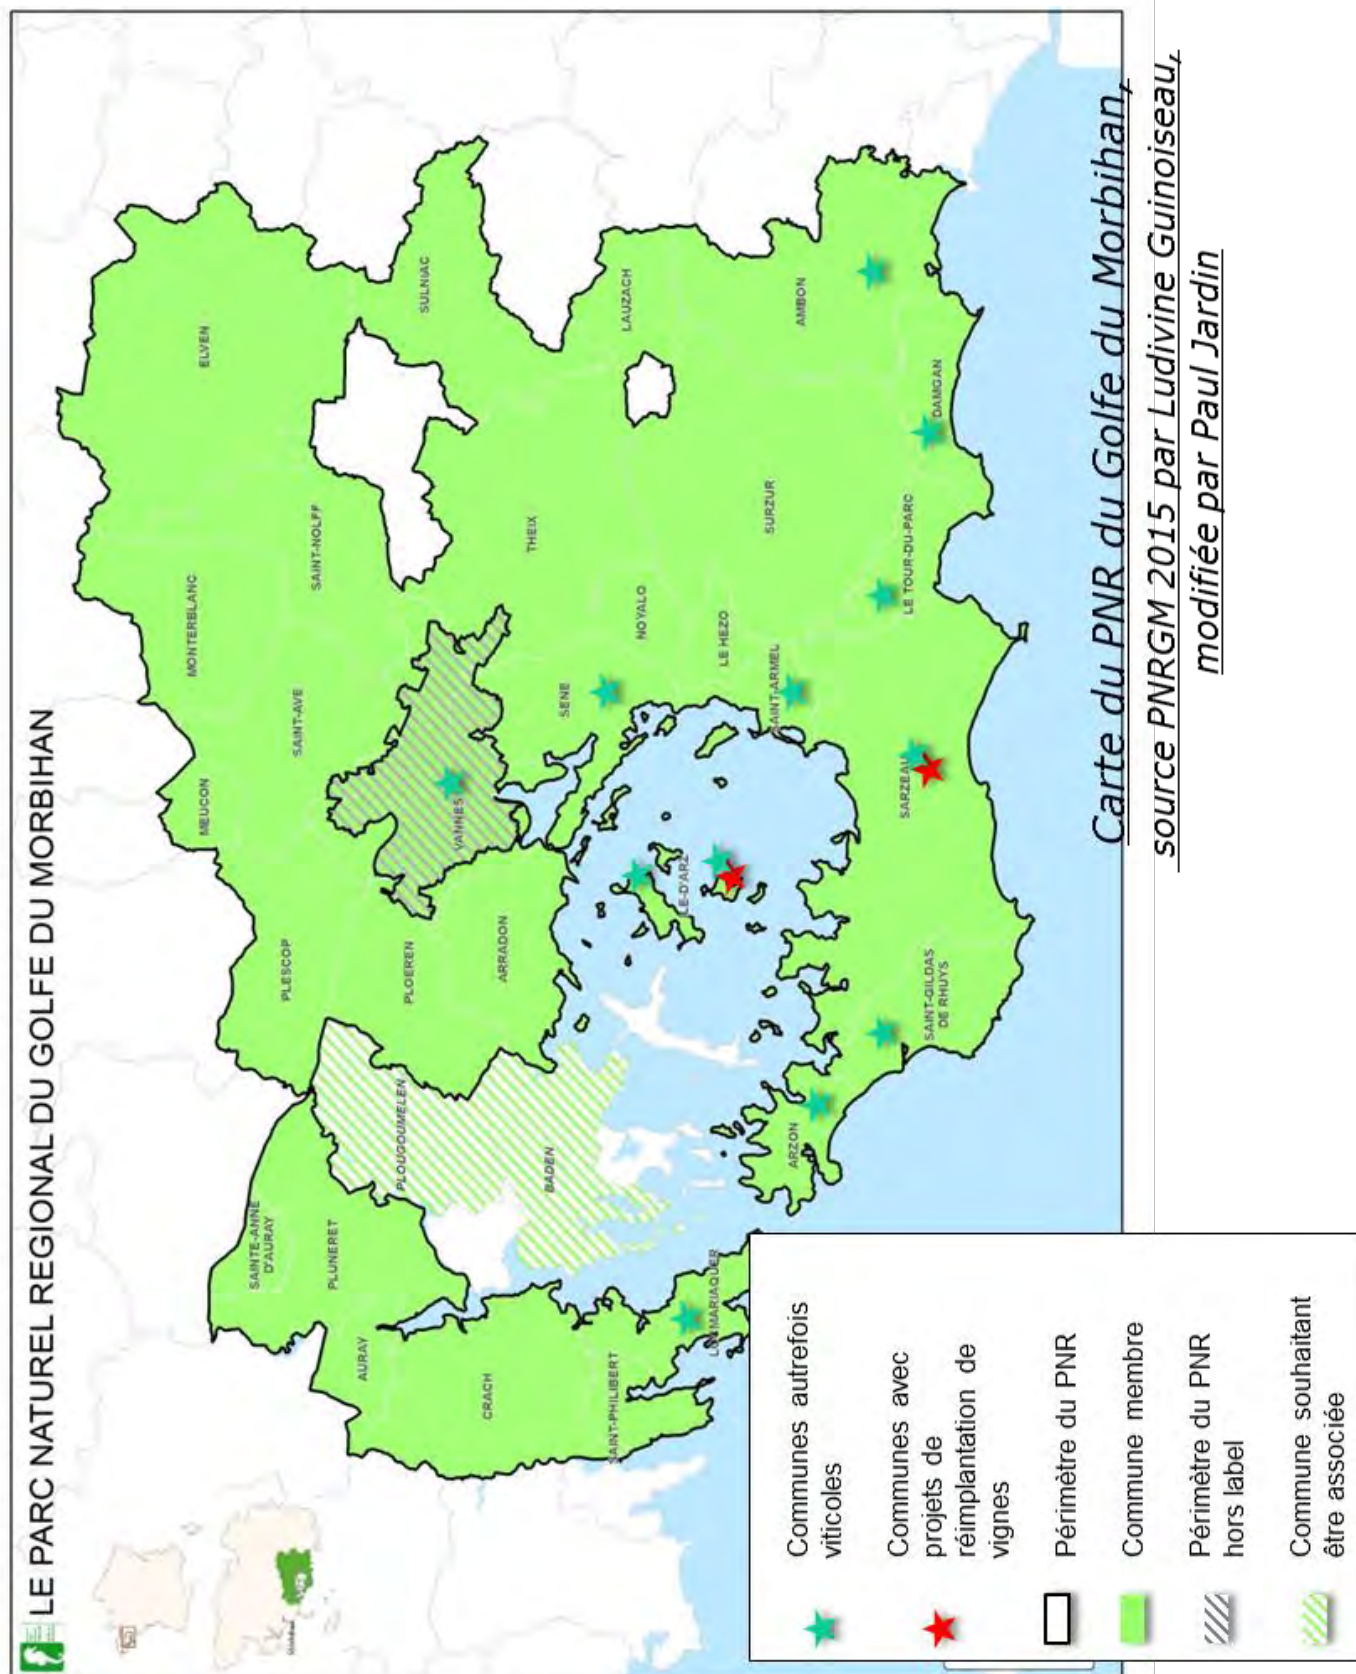 LE PARC NATUREL REGIONAL DU GOLFE DU MORBIHAN
ELVEN
SULNIAC
LAUZACH
AMBON
DAMGAN
MONTERBLANC
SAINT-NOLFF
THEIX
SURZUR
LE TOUR-DU-PARC
MEUCON
SAINT-AVE
SENE
NOYALO
LE HEZO
SAINT-ARMEL
VANNES
SARZEAU
PLESCOP
PLOEREN
ARRADON
LE-D'ARZ
SAINT-GILDAS
DE RHUYS
PLOUGOUMELEN
BADEN
ARZON
SAINTE-ANNE
D'AURAY
PLUNERET
AURAY
CRACH
SAINT-PHILIBERT
LOCMARIAQUER
Communes autrefois
viticoles
Communes avec
projets de
réimplantation de
vignes
Périmètre du PNR
Commune membre
Périmètre du PNR
hors label
Commune souhaitant
être associée
Carte du PNR du Golfe du Morbihan,
source PNRGM 2015 par Ludivine Guinoiseau,
modifiée par Paul Jardin